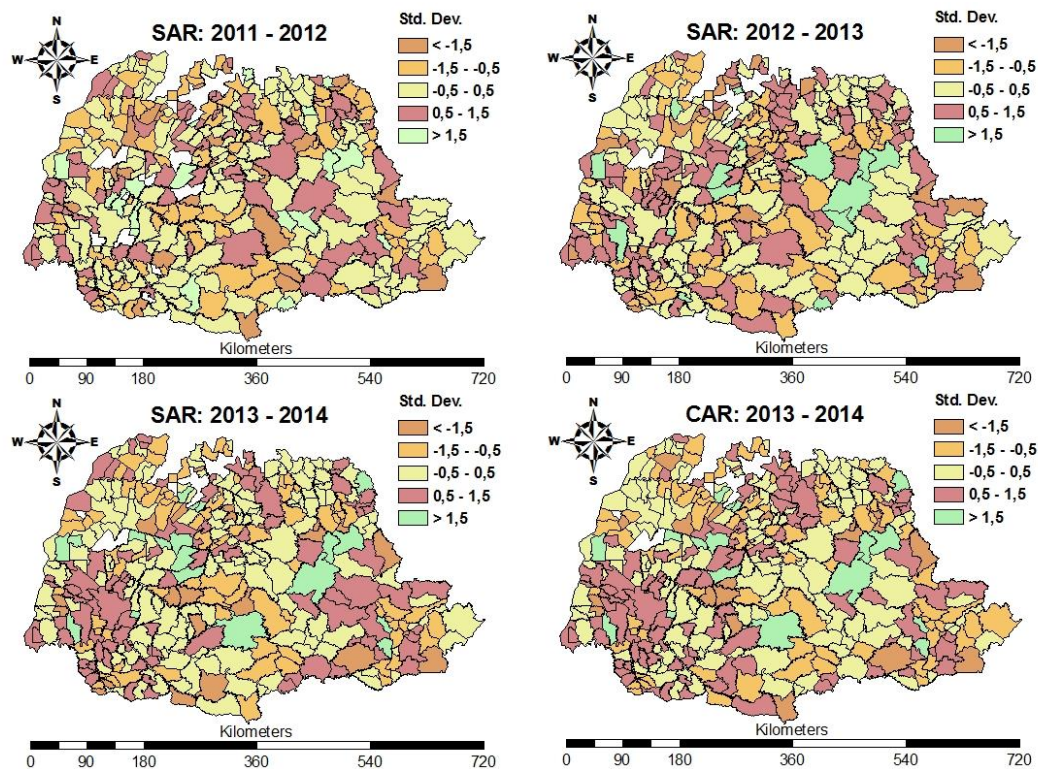 SAR: 2011 - 2012
N
W E
S
Std. Dev.
< -1,5
-1,5 - -0,5
-0,5 - 0,5
0,5 - 1,5
> 1,5
Kilometers
0 90 180 360 540 720
SAR: 2012 - 2013
N
W E
S
Std. Dev.
< -1,5
-1,5 - -0,5
-0,5 - 0,5
0,5 - 1,5
> 1,5
Kilometers
0 90 180 360 540 720
SAR: 2013 - 2014
N
W E
S
Std. Dev.
< -1,5
-1,5 - -0,5
-0,5 - 0,5
0,5 - 1,5
> 1,5
Kilometers
0 90 180 360 540 720
CAR: 2013 - 2014
N
W E
S
Std. Dev.
< -1,5
-1,5 - -0,5
-0,5 - 0,5
0,5 - 1,5
> 1,5
Kilometers
0 90 180 360 540 720